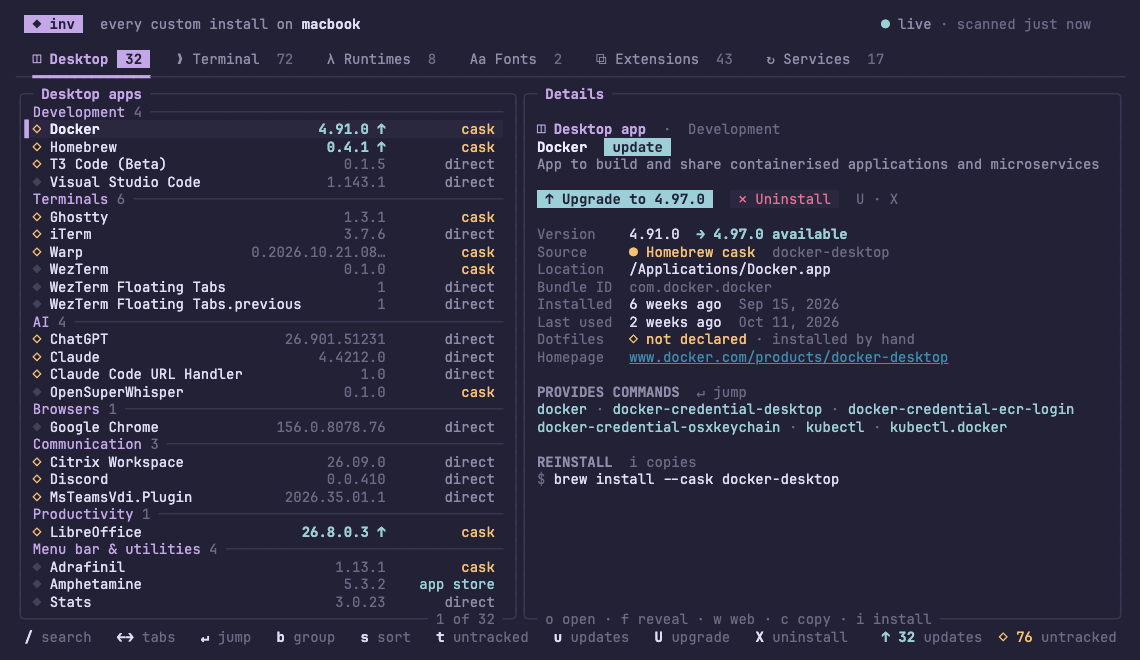 ◆ inv every custom install on macbook ● live · scanned just now
Desktop 32 Terminal 72 λ Runtimes 8 Aa Fonts 2 Extensions 43 ↻ Services 17
Desktop apps
Development 4
◇ Docker 4.91.0 ↑ cask
◇ Homebrew 0.4.1 ↑ cask
◇ T3 Code (Beta) 0.1.5 direct
◆ Visual Studio Code 1.143.1 direct
Terminals 6
◇ Ghostty 1.3.1 cask
◇ iTerm 3.7.6 direct
◇ Warp 0.2026.10.21.08… cask
◆ WezTerm 0.1.0 cask
◆ WezTerm Floating Tabs 1 direct
◆ WezTerm Floating Tabs.previous 1 direct
AI 4
◇ ChatGPT 26.901.51231 direct
◇ Claude 4.4212.0 direct
◇ Claude Code URL Handler 1.0 direct
◆ OpenSuperWhisper 0.1.0 cask
Browsers 1
◆ Google Chrome 156.0.8078.76 direct
Communication 3
◇ Citrix Workspace 26.09.0 direct
◇ Discord 0.0.410 direct
◇ MsTeamsVdi.Plugin 2026.35.01.1 direct
Productivity 1
◇ LibreOffice 26.8.0.3 ↑ cask
Menu bar & utilities 4
◆ Adrafinil 1.13.1 cask
◆ Amphetamine 5.3.2 app store
◆ Stats 3.0.23 direct
1 of 32
Details
Desktop app · Development
Docker update
App to build and share containerised applications and microservices
↑ Upgrade to 4.97.0 × Uninstall U · X
Version 4.91.0 → 4.97.0 available
Source ● Homebrew cask docker-desktop
Location /Applications/Docker.app
Bundle ID com.docker.docker
Installed 6 weeks ago Sep 15, 2026
Last used 2 weeks ago Oct 11, 2026
Dotfiles ◇ not declared · installed by hand
Homepage www.docker.com/products/docker-desktop
PROVIDES COMMANDS ↵ jump
docker · docker-credential-desktop · docker-credential-ecr-login
docker-credential-osxkeychain · kubectl · kubectl.docker
REINSTALL i copies
$ brew install --cask docker-desktop
o open · f reveal · w web · c copy · i install
/ search ↔ tabs ↵ jump b group s sort t untracked u updates U upgrade X uninstall ↑ 32 updates ◇ 76 untracked